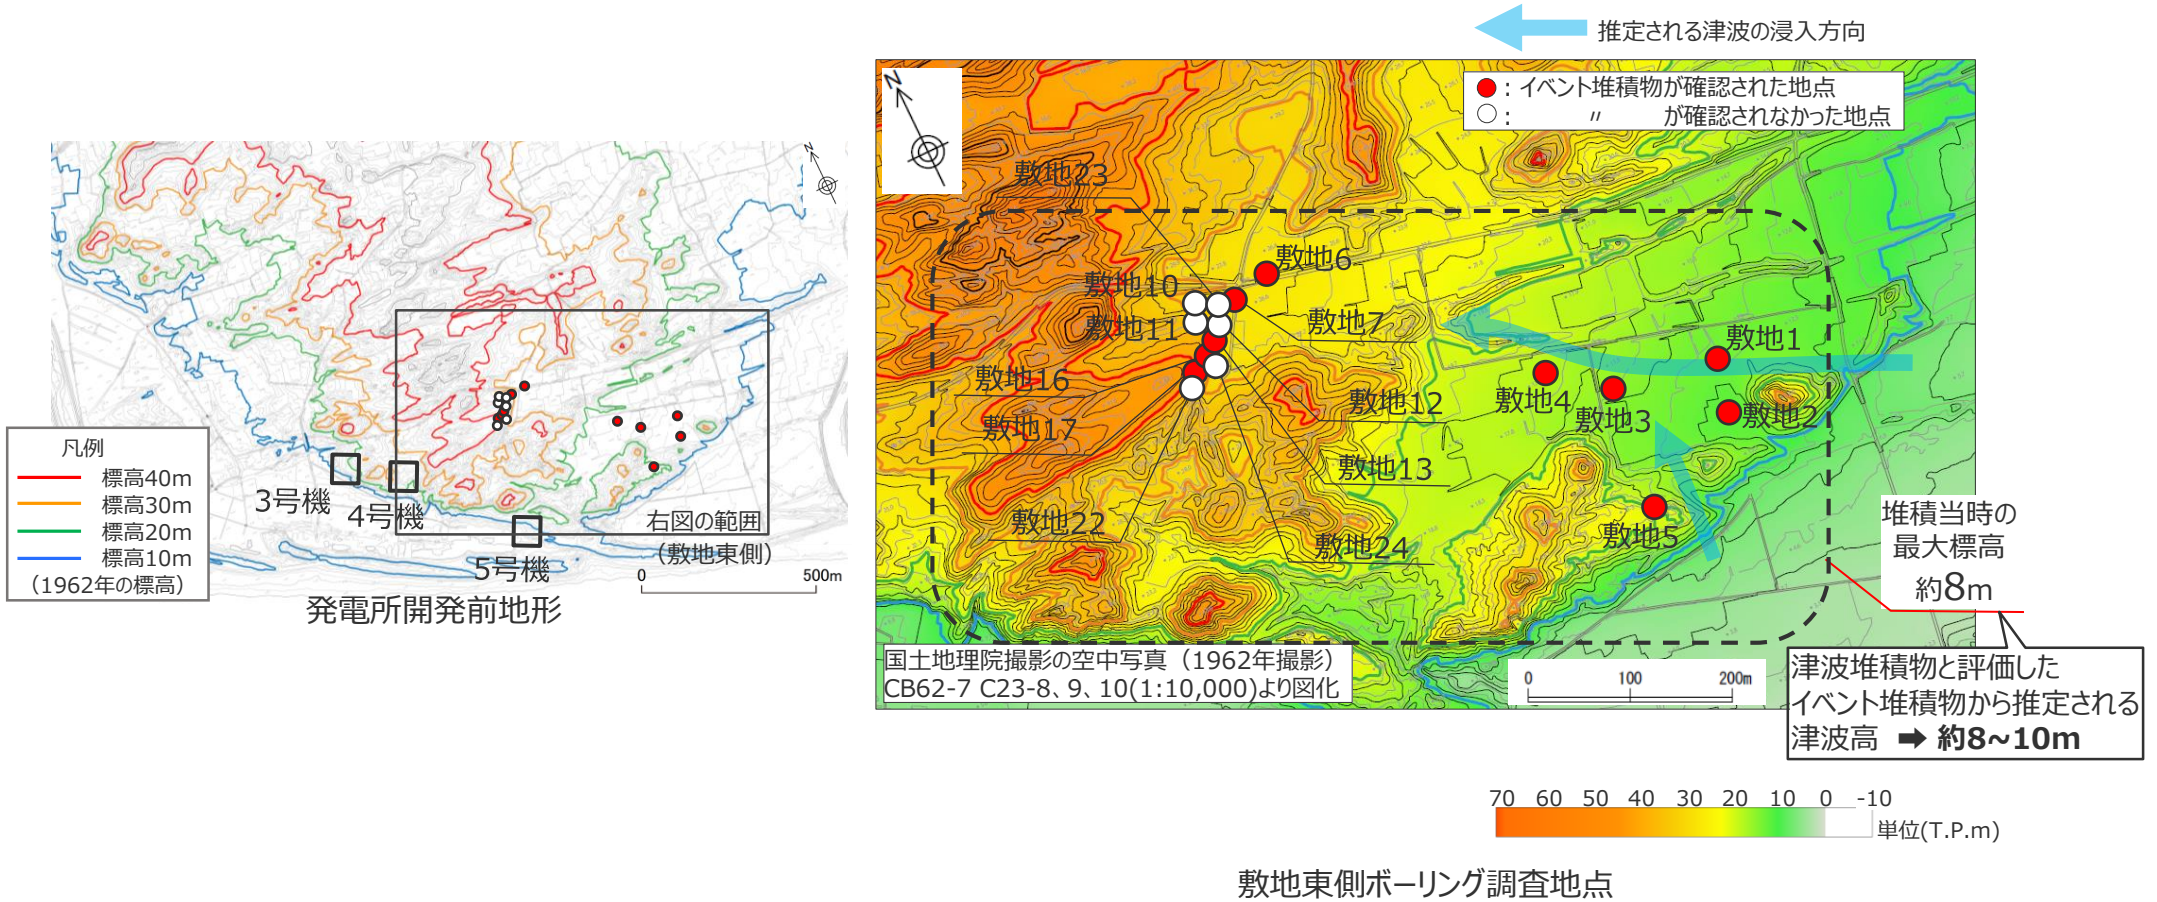 推定される津波の浸入方向
N
：イベント堆積物が確認された地点
：　〃　が確認されなかった地点
敷地23
敷地6
敷地10
敷地7
敷地11
敷地1
敷地16
敷地12
敷地4
敷地3
敷地2
敷地17
敷地13
敷地22
敷地24
敷地5
国土地理院撮影の空中写真（1962年撮影）
CB62-7 C23-8、9、10(1:10,000)より図化
0 100 200m
堆積当時の
最大標高
約8m
津波堆積物と評価した
イベント堆積物から推定される
津波高 ➡ 約8~10m
70 60 50 40 30 20 10 0 -10
単位(T.P.m)
敷地東側ボーリング調査地点
N
凡例
標高40m
標高30m
標高20m
標高10m
（1962年の標高）
3号機
4号機
5号機
右図の範囲
（敷地東側）
0 500m
発電所開発前地形